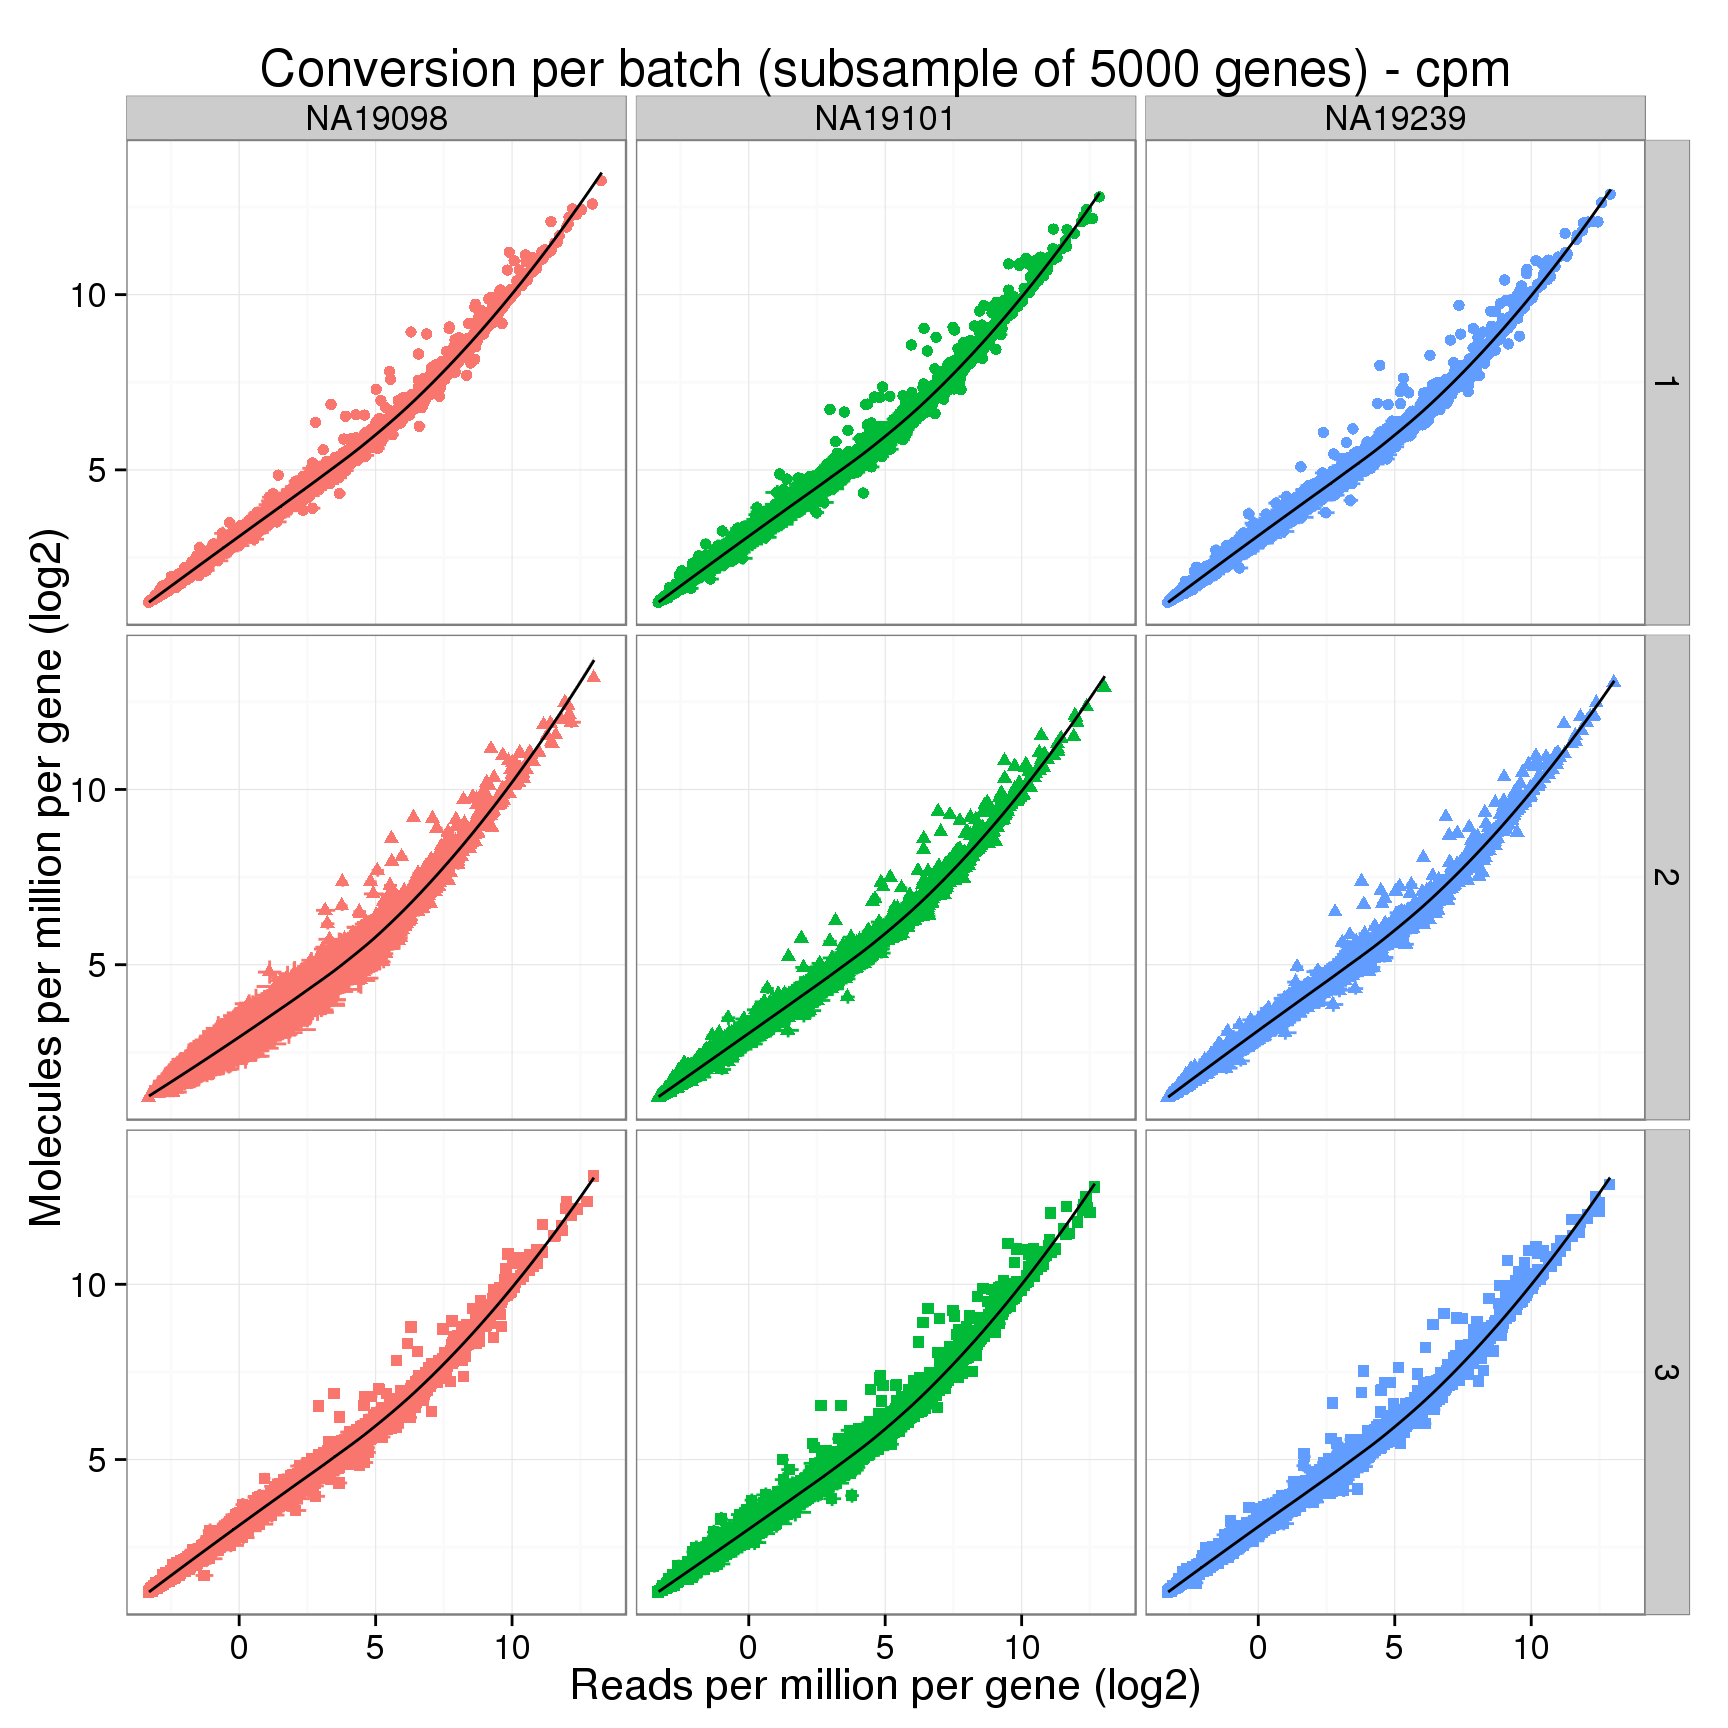 Conversion per batch (subsample of 5000 genes) - cpm
NA19098 NA19101 NA19239
10
5
1
10
5
2
10
5
3
Molecules per million per gene (log2)
0 5 10 0 5 10 0 5 10
Reads per million per gene (log2)